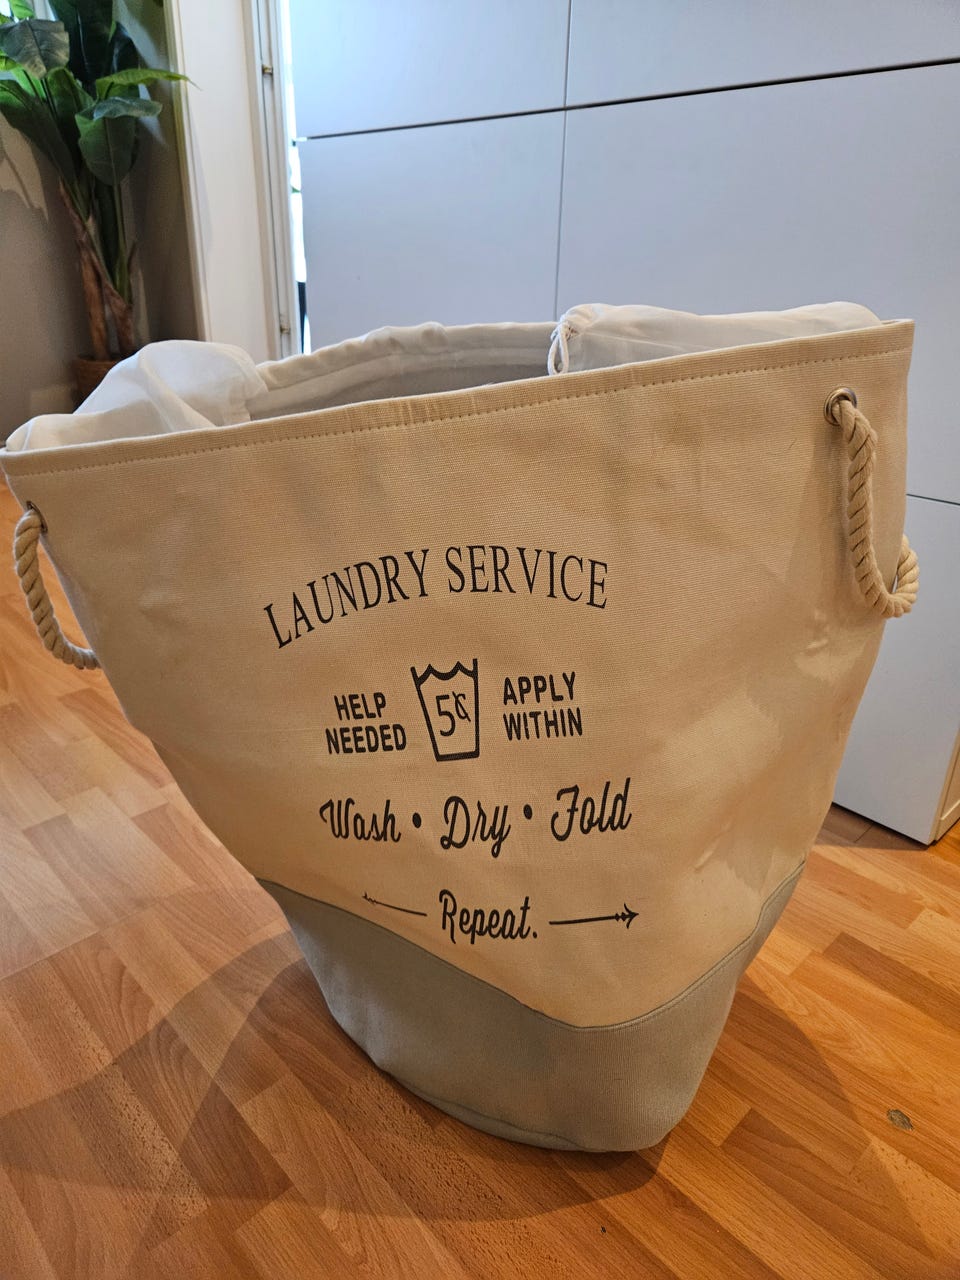 LAUNDRY SERVICE
HELP NEEDED 5¢ APPLY WITHIN
Wash • Dry • Fold
Repeat.